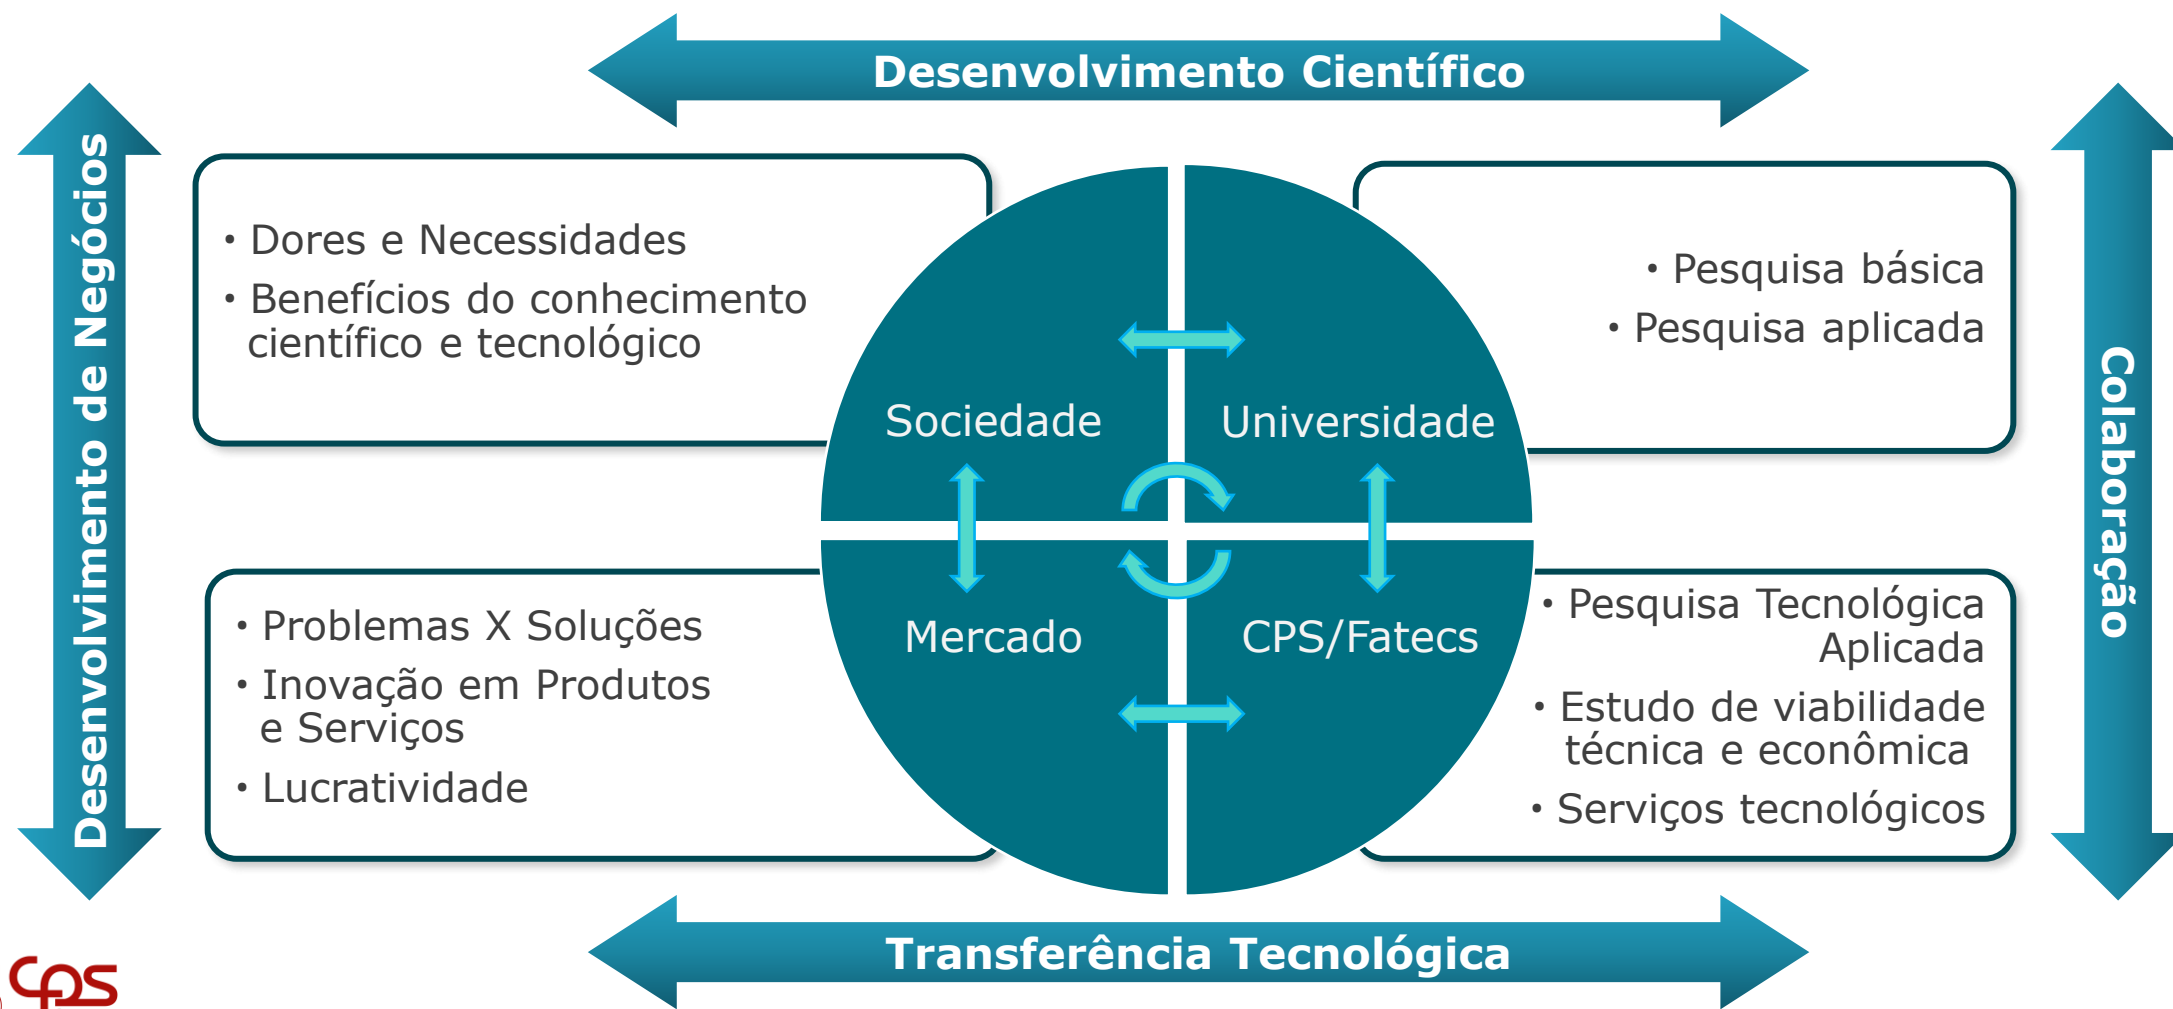 Desenvolvimento Científico
Desenvolvimento de Negócios
• Dores e Necessidades
• Benefícios do conhecimento
científico e tecnológico
• Pesquisa básica
• Pesquisa aplicada
Colaboração
Sociedade
Universidade
Mercado
CPS/Fatecs
• Problemas X Soluções
• Inovação em Produtos
e Serviços
• Lucratividade
• Pesquisa Tecnológica
Aplicada
• Estudo de viabilidade
técnica e econômica
• Serviços tecnológicos
Transferência Tecnológica
cps